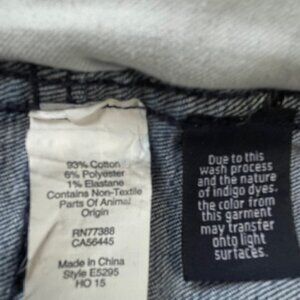 93% Cotton
6% Polyester
1% Elastane
Contains Non-Textile
Parts Of Animal
Origin
RN77388
CA56445
Made In China
Style E5295
HO 15
Due to this
wash process
and the nature
of indigo dyes,
the color from
this garment
may transfer
onto light
surfaces.